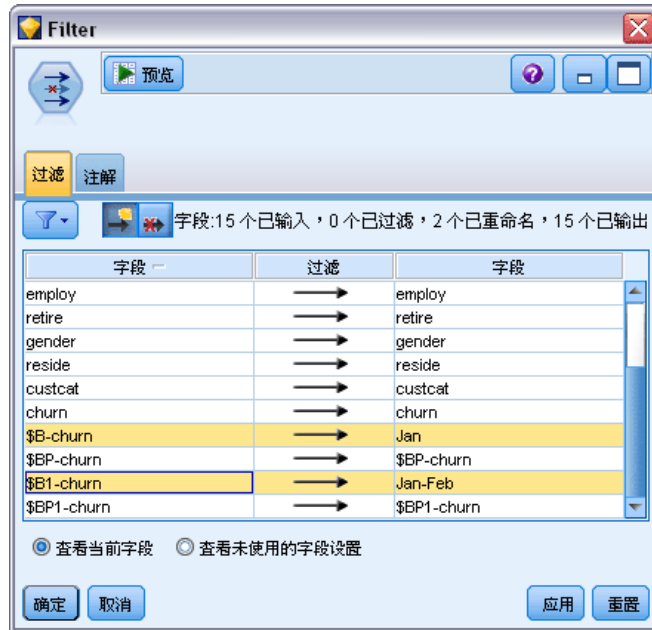 Filter
预览
过滤 注解
字段:15 个已输入，0 个已过滤，2 个已重命名，15 个已输出
字段 过滤 字段
employ employ
retire retire
gender gender
reside reside
custcat custcat
churn churn
$B-churn Jan
$BP-churn $BP-churn
$B1-churn Jan-Feb
$BP1-churn $BP1-churn
查看当前字段 查看未使用的字段设置
确定 取消 应用 重置